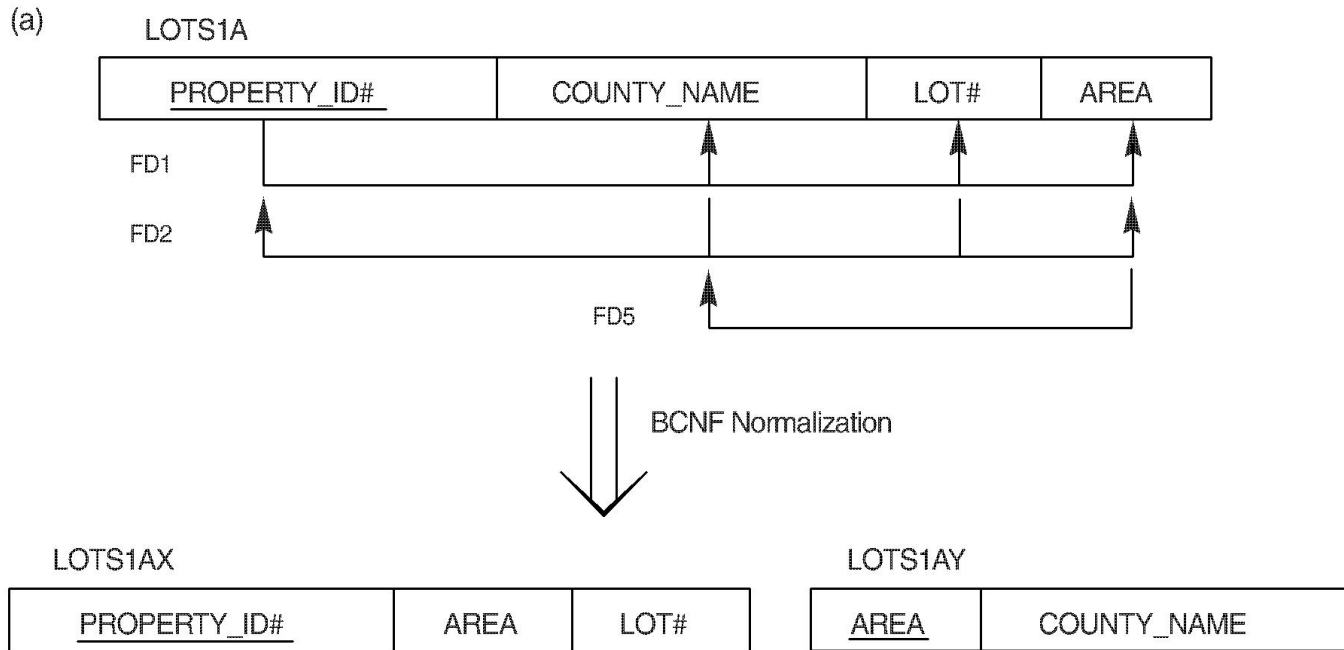 (a)
LOTS1A
PROPERTY_ID# COUNTY_NAME LOT# AREA
FD1
FD2
FD5
BCNF Normalization
LOTS1AX LOTS1AY
PROPERTY_ID# AREA LOT# AREA COUNTY_NAME